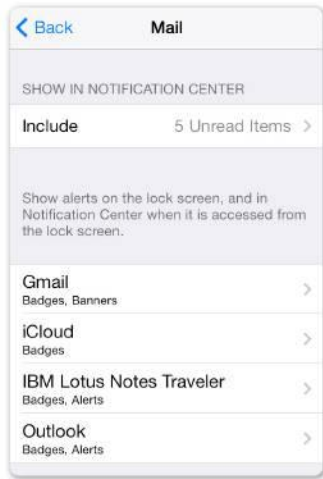 Back
Mail
SHOW IN NOTIFICATION CENTER
Include 5 Unread Items
Show alerts on the lock screen, and in
Notification Center when it is accessed from
the lock screen.
Gmail
Badges, Banners
iCloud
Badges
IBM Lotus Notes Traveler
Badges, Alerts
Outlook
Badges, Alerts